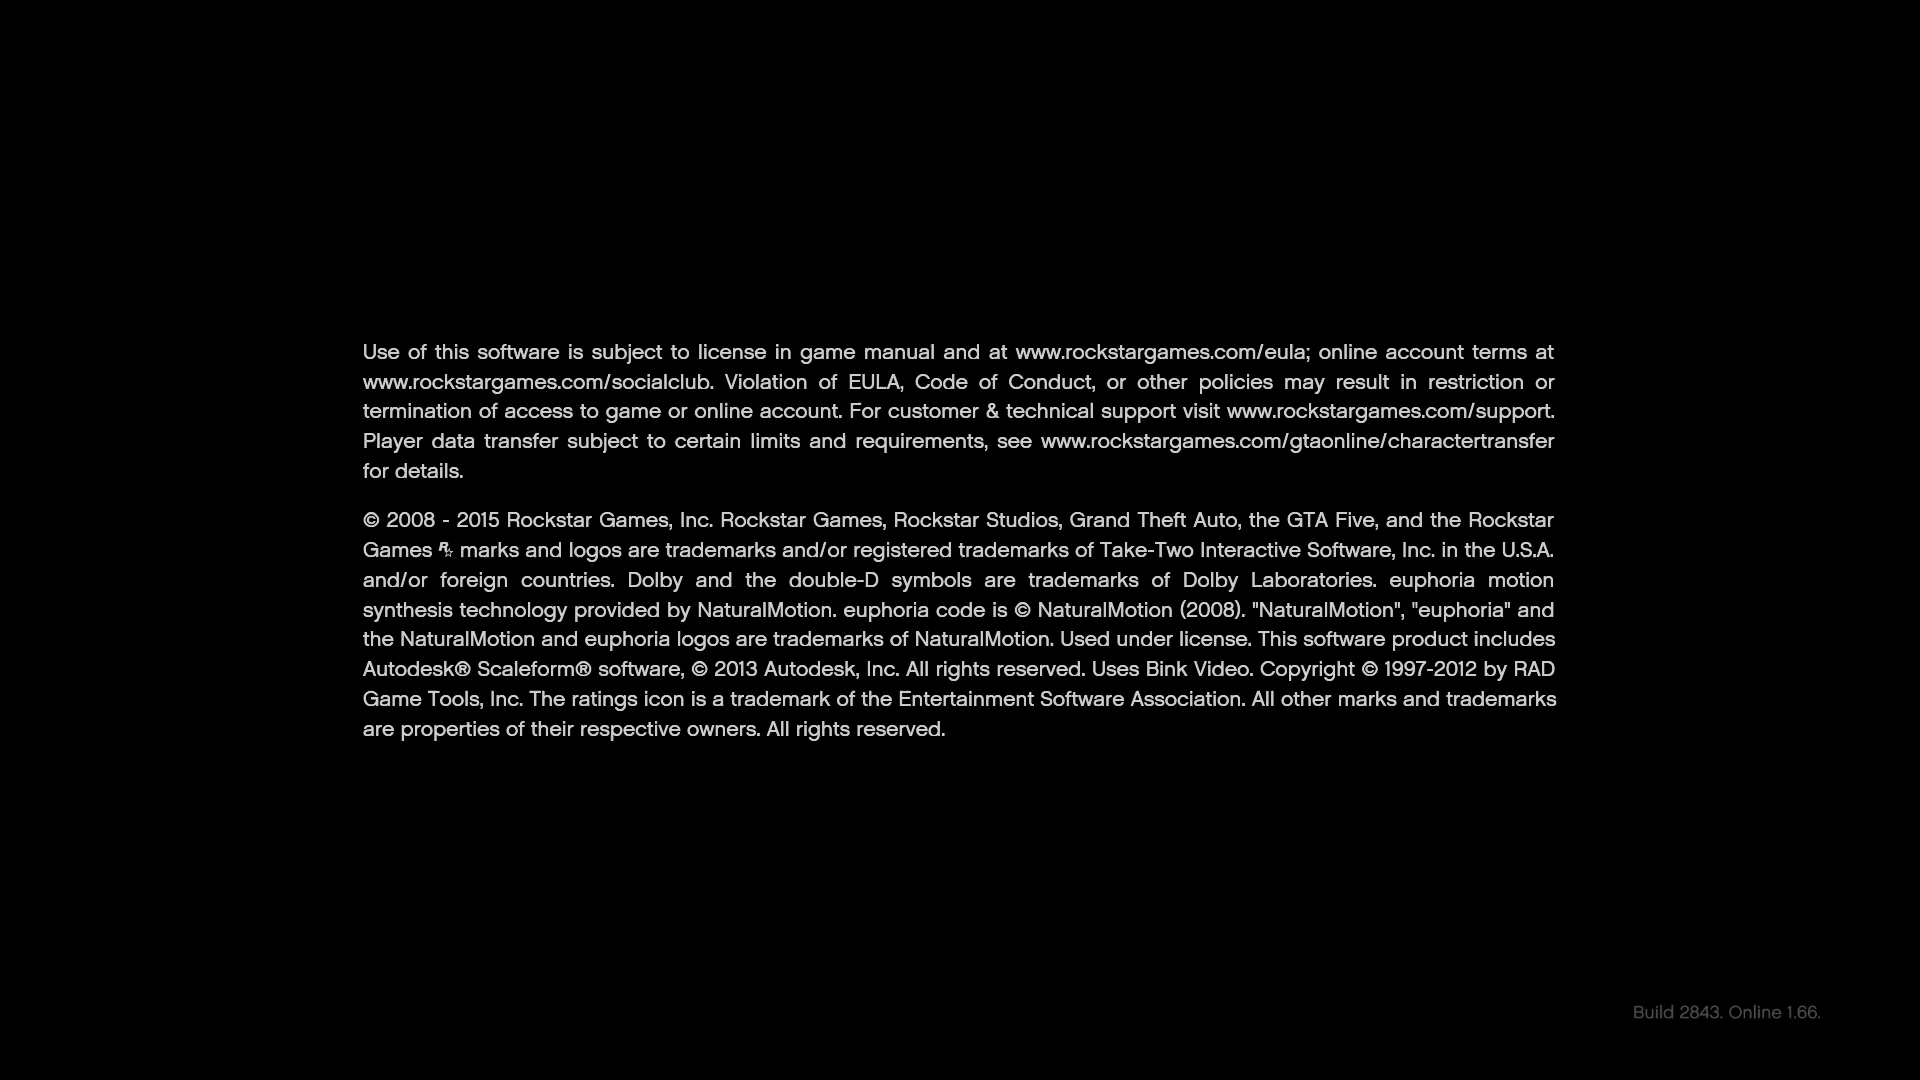 Use of this software is subject to license in game manual and at www.rockstargames.com/eula; online account terms at
www.rockstargames.com/socialclub. Violation of EULA, Code of Conduct, or other policies may result in restriction or
termination of access to game or online account. For customer & technical support visit www.rockstargames.com/support.
Player data transfer subject to certain limits and requirements, see www.rockstargames.com/gtaonline/charactertransfer
for details.
© 2008 - 2015 Rockstar Games, Inc. Rockstar Games, Rockstar Studios, Grand Theft Auto, the GTA Five, and the Rockstar
Games R* marks and logos are trademarks and/or registered trademarks of Take-Two Interactive Software, Inc. in the U.S.A.
and/or foreign countries. Dolby and the double-D symbols are trademarks of Dolby Laboratories. euphoria motion
synthesis technology provided by NaturalMotion. euphoria code is © NaturalMotion (2008). "NaturalMotion", "euphoria" and
the NaturalMotion and euphoria logos are trademarks of NaturalMotion. Used under license. This software product includes
Autodesk® Scaleform® software, © 2013 Autodesk, Inc. All rights reserved. Uses Bink Video. Copyright © 1997-2012 by RAD
Game Tools, Inc. The ratings icon is a trademark of the Entertainment Software Association. All other marks and trademarks
are properties of their respective owners. All rights reserved.
Build 2843. Online 1.66.